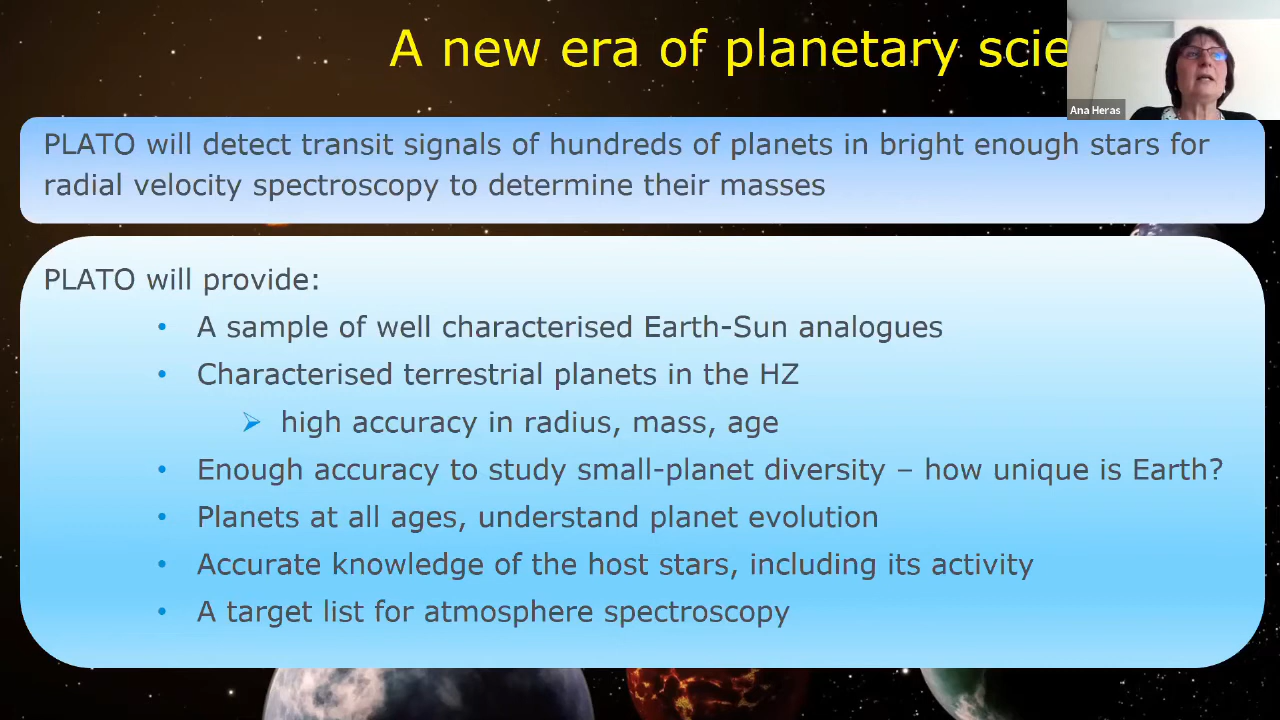 A new era of planetary scie
Ana Heras
PLATO will detect transit signals of hundreds of planets in bright enough stars for
radial velocity spectroscopy to determine their masses
PLATO will provide:
• A sample of well characterised Earth-Sun analogues
• Characterised terrestrial planets in the HZ
➢ high accuracy in radius, mass, age
• Enough accuracy to study small-planet diversity – how unique is Earth?
• Planets at all ages, understand planet evolution
• Accurate knowledge of the host stars, including its activity
• A target list for atmosphere spectroscopy